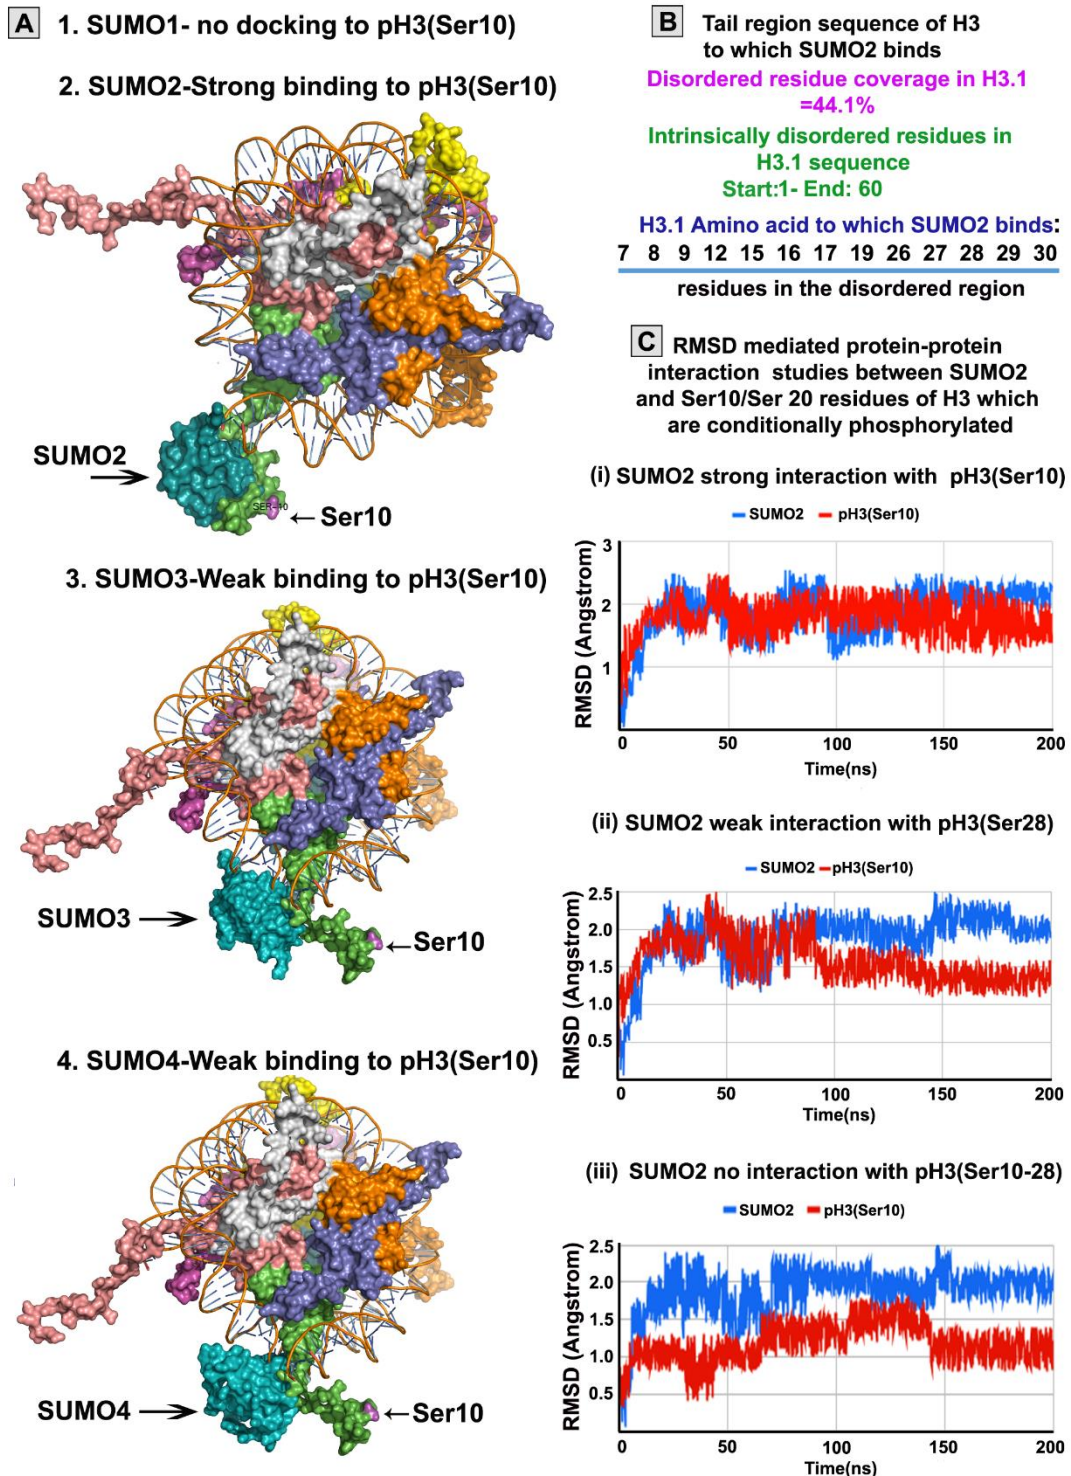 A
1. SUMO1- no docking to pH3(Ser10)
2. SUMO2-Strong binding to pH3(Ser10)
SUMO2
SER-10
←Ser10
3. SUMO3-Weak binding to pH3(Ser10)
SUMO3
←Ser10
4. SUMO4-Weak binding to pH3(Ser10)
SUMO4
←Ser10
B
Tail region sequence of H3
to which SUMO2 binds
Disordered residue coverage in H3.1
=44.1%
Intrinsically disordered residues in
H3.1 sequence
Start:1- End: 60
H3.1 Amino acid to which SUMO2 binds:
7 8 9 12 15 16 17 19 26 27 28 29 30
residues in the disordered region
C
RMSD mediated protein-protein
interaction studies between SUMO2
and Ser10/Ser 20 residues of H3 which
are conditionally phosphorylated
(i) SUMO2 strong interaction with pH3(Ser10)
SUMO2 pH3(Ser10)
RMSD (Angstrom)
3
2
1
0 50 100 150 200
Time(ns)
(ii) SUMO2 weak interaction with pH3(Ser28)
SUMO2 pH3(Ser10)
RMSD (Angstrom)
2.5
2.0
1.5
1.0
0.5
0 50 100 150 200
Time(ns)
(iii) SUMO2 no interaction with pH3(Ser10-28)
SUMO2 pH3(Ser10)
RMSD (Angstrom)
2.5
2.0
1.5
1.0
0.5
0 50 100 150 200
Time(ns)